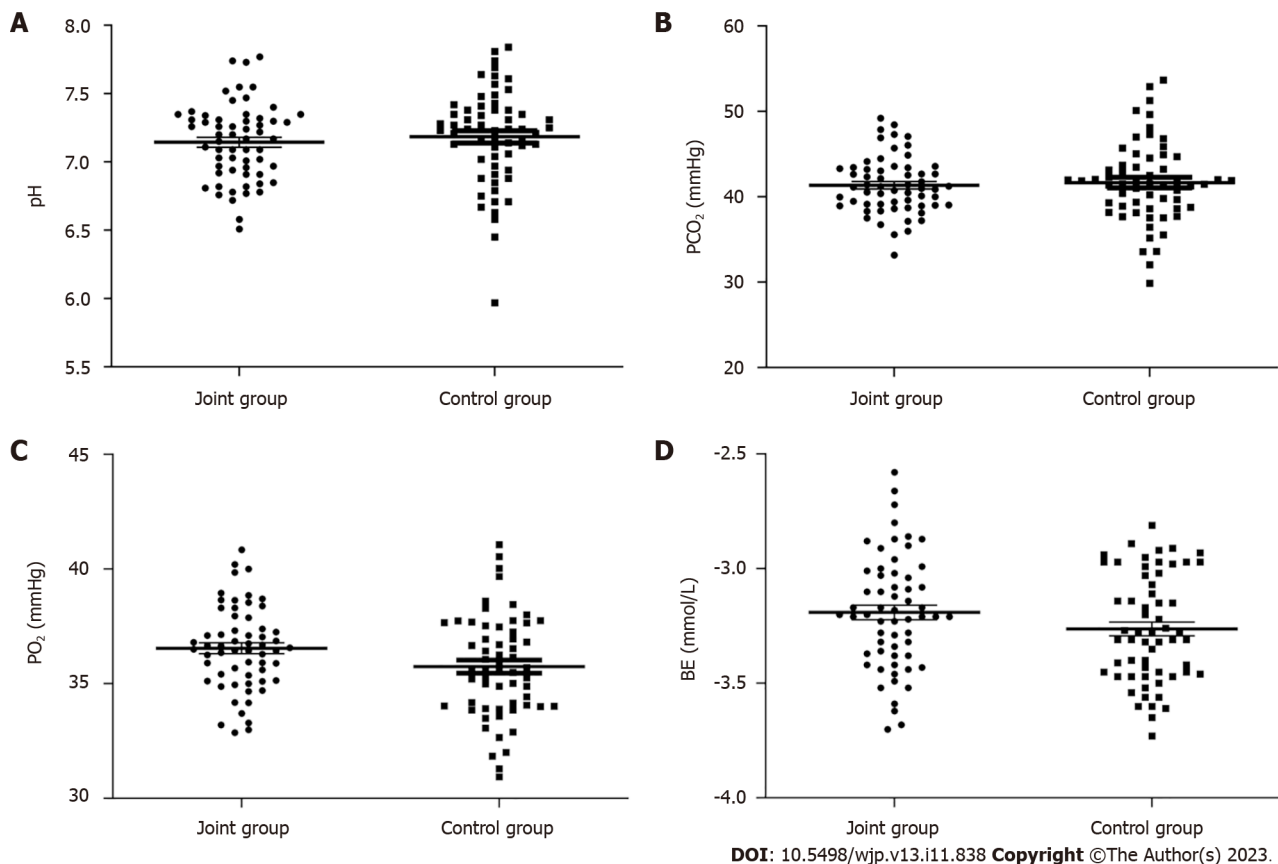 A
8.0
7.5
7.0
6.5
6.0
5.5
pH
Joint group
Control group
B
60
50
40
30
20
PCO₂ (mmHg)
Joint group
Control group
C
45
40
35
30
PO₂ (mmHg)
Joint group
Control group
D
-2.5
-3.0
-3.5
-4.0
BE (mmol/L)
Joint group
Control group
DOI: 10.5498/wjp.v13.i11.838 Copyright ©The Author(s) 2023.